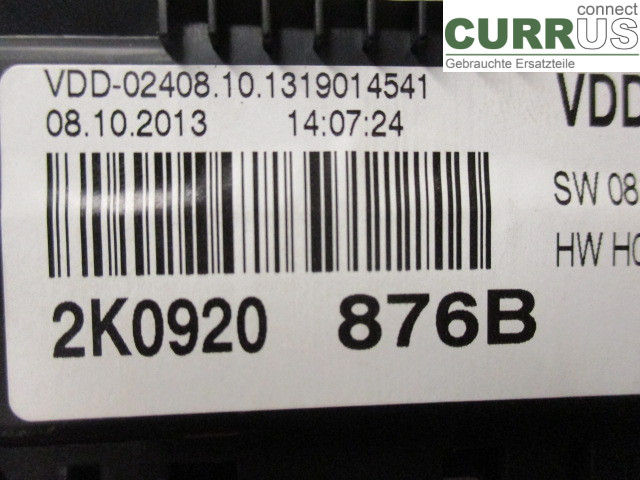 connect
CURRUS
Gebrauchte Ersatzteile
VDD-02408.10.1319014541
08.10.2013 14:07:24
VDD
SW 08
HW H0
2K0920 876B